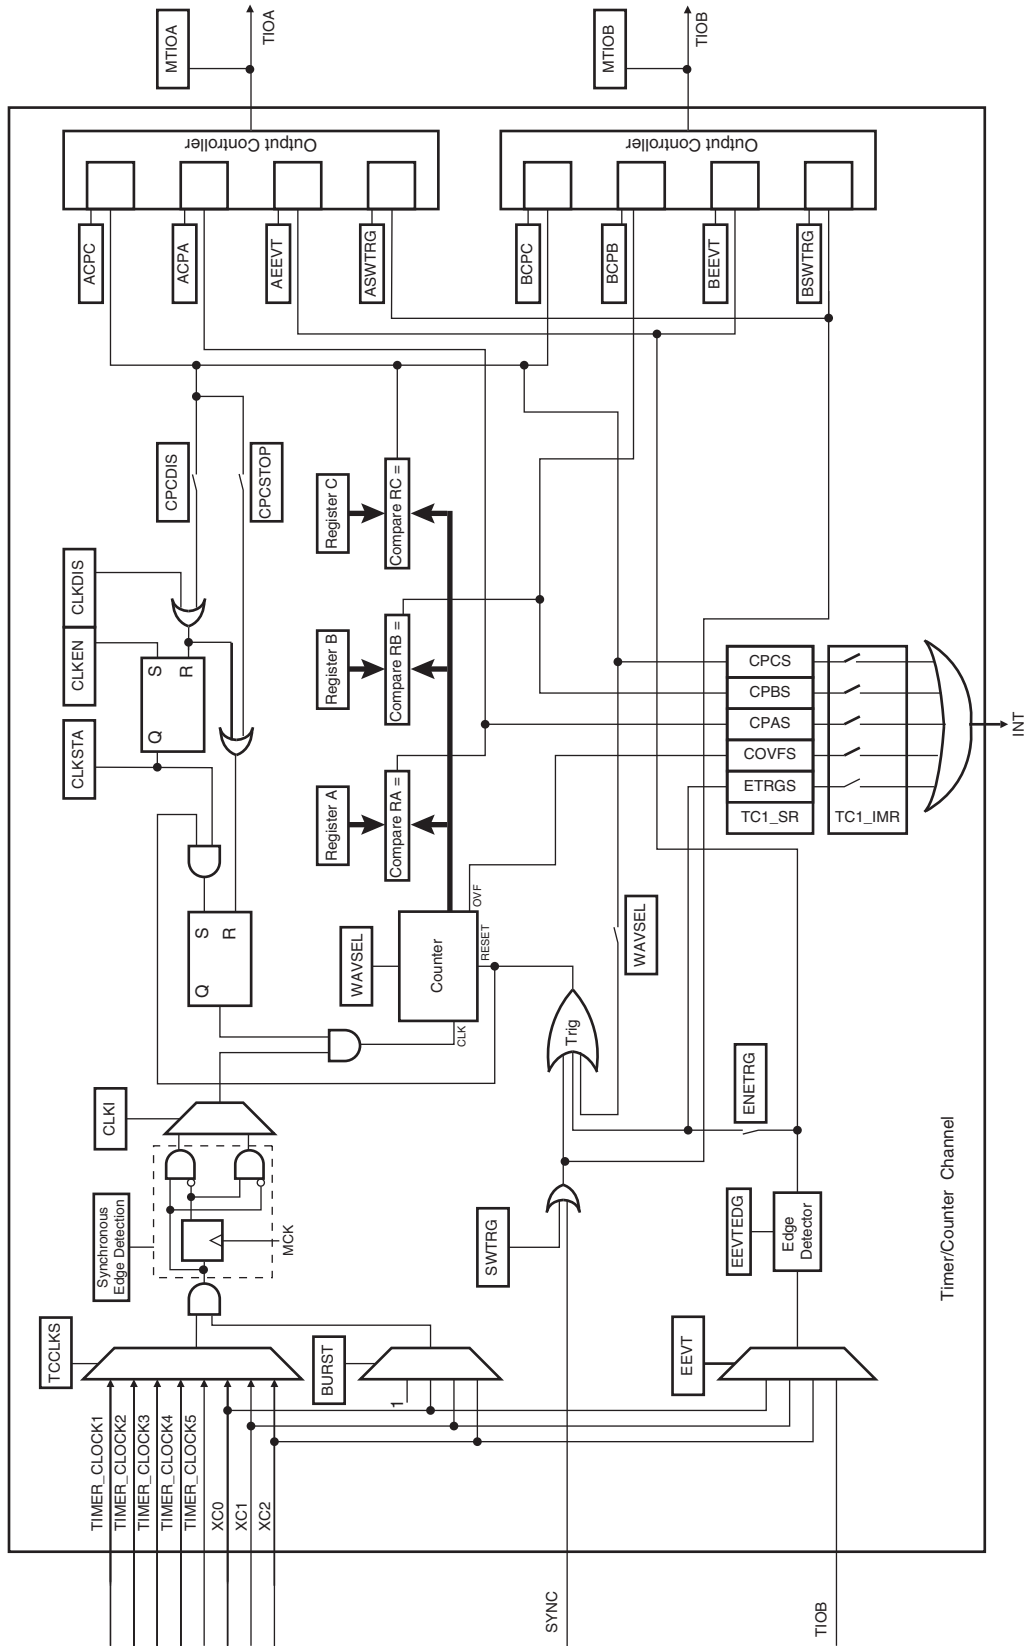 TIMER_CLOCK1
TIMER_CLOCK2
TIMER_CLOCK3
TIMER_CLOCK4
TIMER_CLOCK5
XC0
XC1
XC2
TCCLKS
Synchronous
Edge Detection
CLKI
MCK
BURST
1
CLKSTA
CLKEN
CLKDIS
Q
S
R
Q
S
R
CPCDIS
CPCSTOP
WAVSEL
Counter
CLK
RESET
OVF
Register A
Register B
Register C
Compare RA =
Compare RB =
Compare RC =
SYNC
SWTRG
Trig
WAVSEL
TIOB
EEVT
EEVTEDG
Edge
Detector
ENETRG
Timer/Counter Channel
CPCS
CPBS
CPAS
COVFS
ETRGS
TC1_SR
TC1_IMR
INT
ACPC
ACPA
AEEVT
ASWTRG
Output Controller
MTIOA
TIOA
BCPC
BCPB
BEEVT
BSWTRG
Output Controller
MTIOB
TIOB